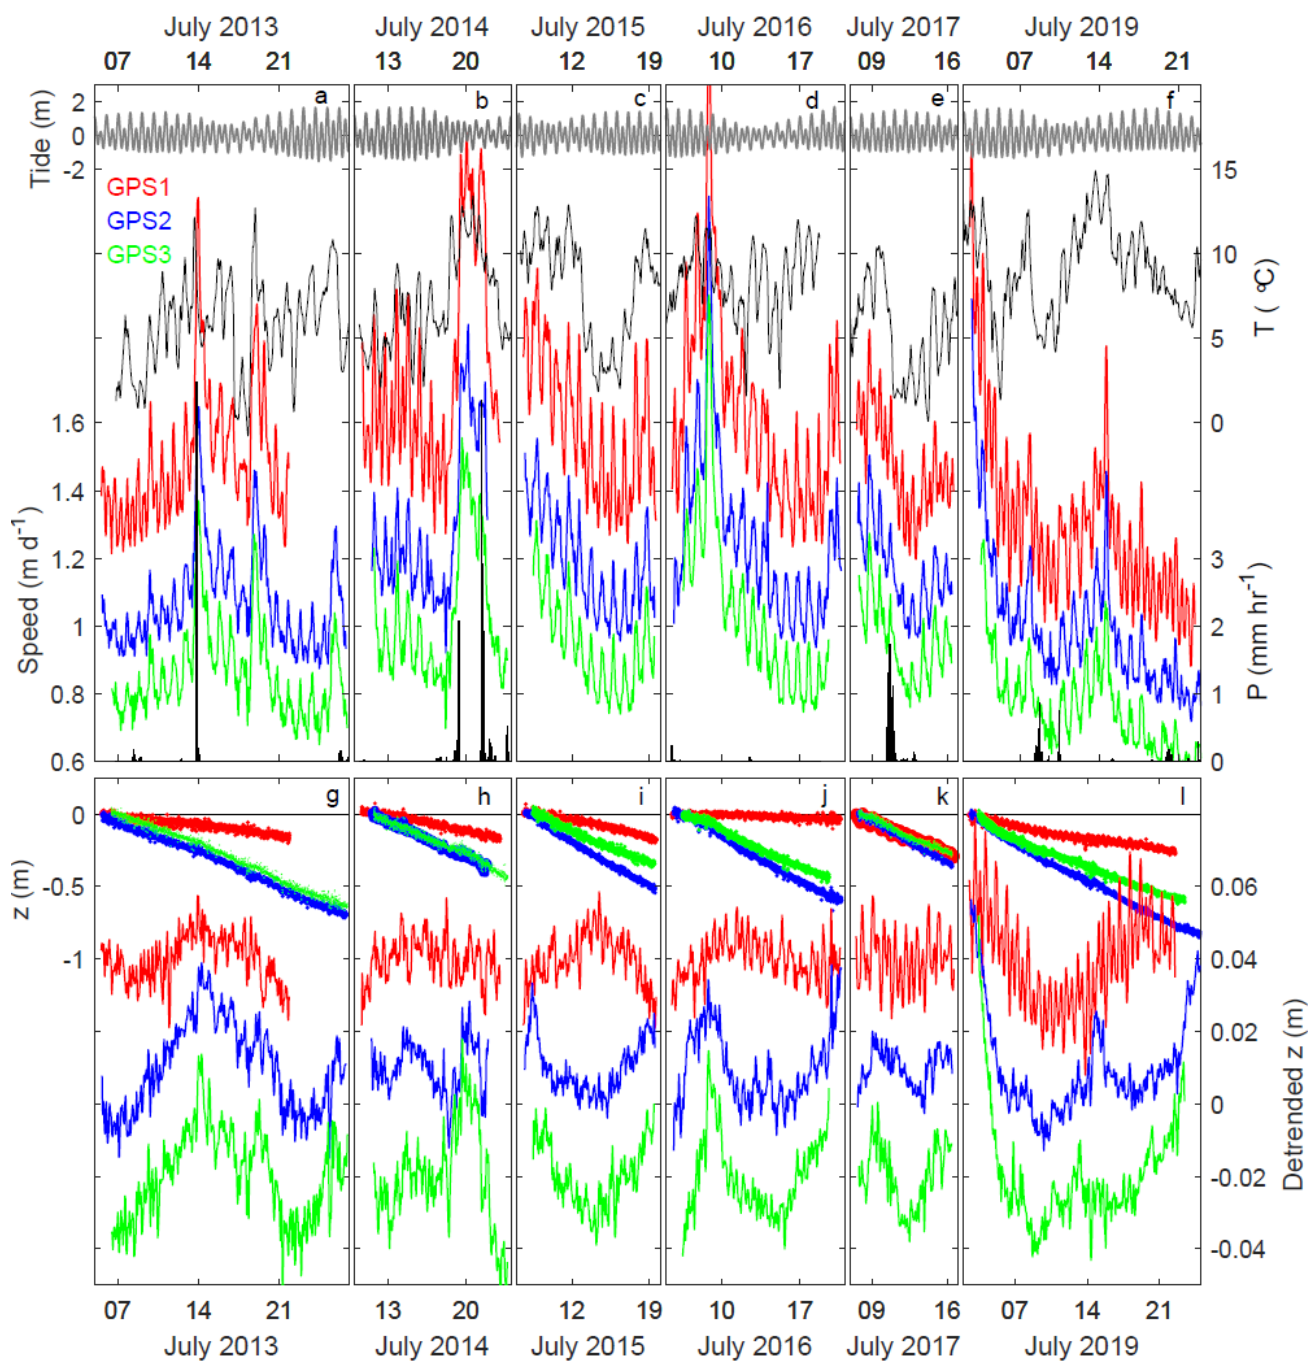 July 2013 July 2014 July 2015 July 2016 July 2017 July 2019
07 14 21 13 20 12 19 10 17 09 16 07 14 21
a b c d e f
Tide (m)
2
0
-2
GPS1
GPS2
GPS3
15
10
5
0
T ( °C)
1.6
1.4
1.2
1
0.8
0.6
Speed (m d⁻¹)
3
2
1
0
P (mm hr⁻¹)
g h i j k l
0
-0.5
-1
z (m)
0.06
0.04
0.02
0
-0.02
-0.04
Detrended z (m)
07 14 21 13 20 12 19 10 17 09 16 07 14 21
July 2013 July 2014 July 2015 July 2016 July 2017 July 2019